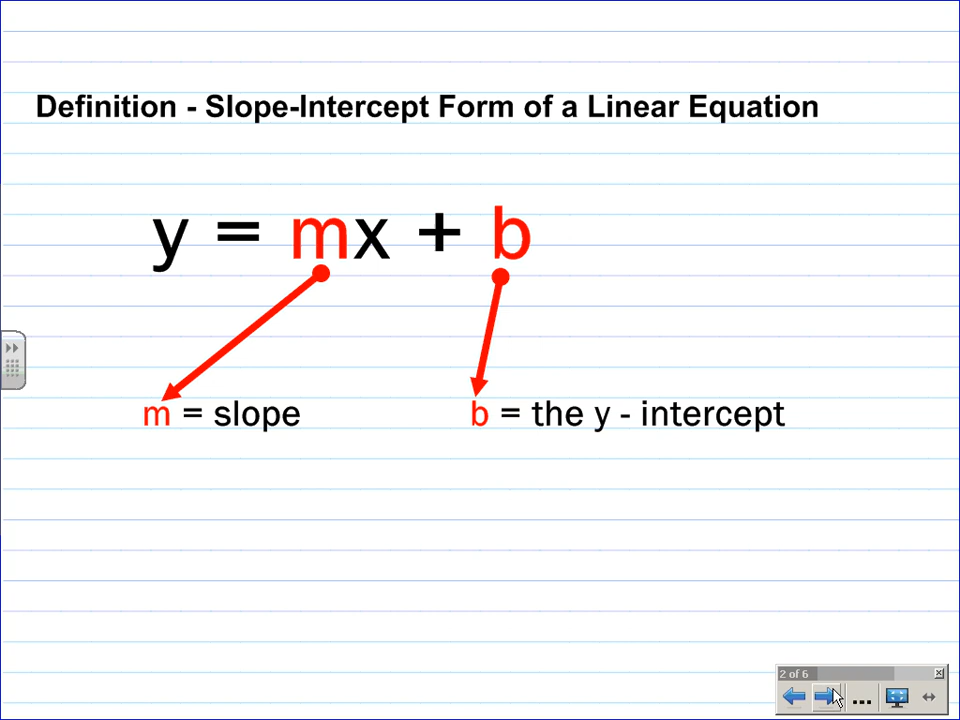 Definition - Slope-Intercept Form of a Linear Equation
y = mx + b
m = slope
b = the y - intercept
2 of 6